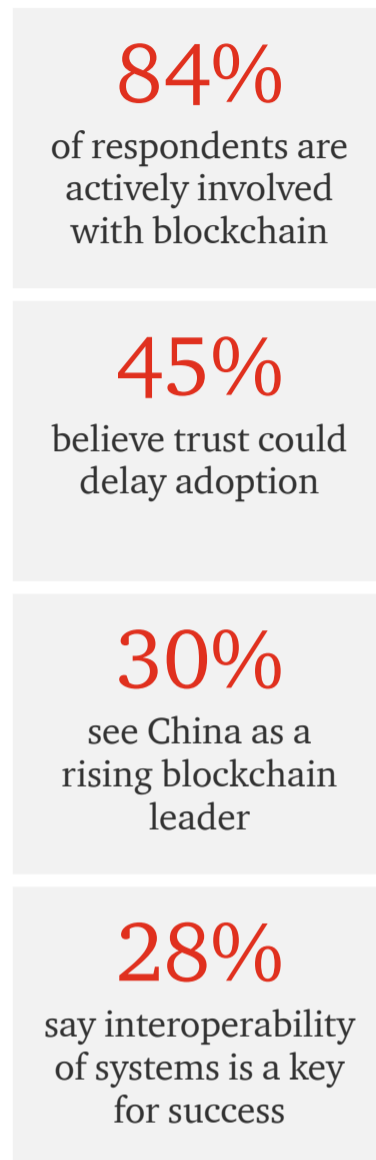 84%
of respondents are
actively involved
with blockchain
45%
believe trust could
delay adoption
30%
see China as a
rising blockchain
leader
28%
say interoperability
of systems is a key
for success